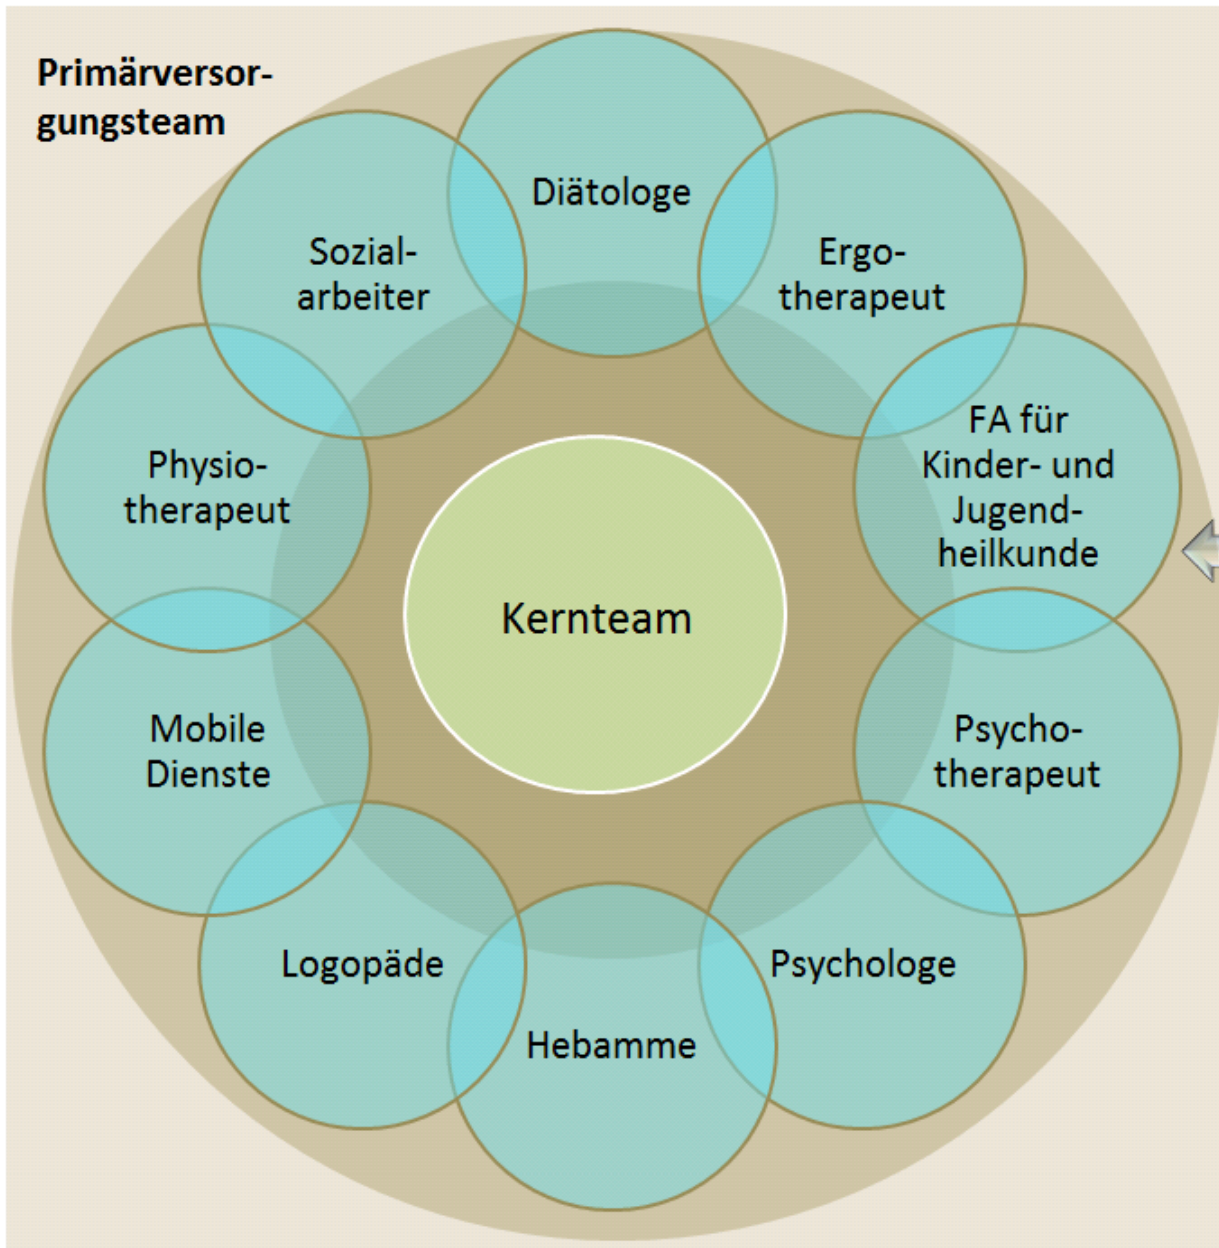 Primärversor-
gungsteam
Diätologe
Sozial-
arbeiter
Ergo-
therapeut
FA für
Kinder- und
Jugend-
heilkunde
Physio-
therapeut
Kernteam
Mobile
Dienste
Psycho-
therapeut
Logopäde
Psychologe
Hebamme